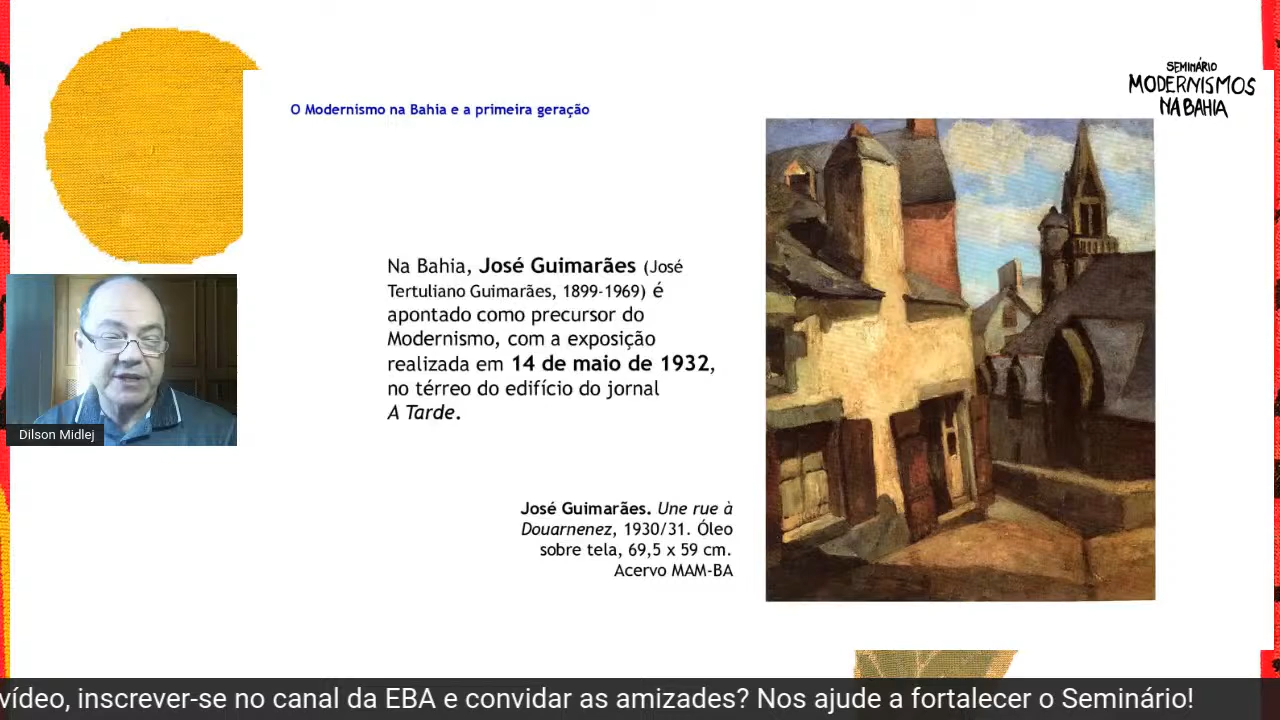 SEMINÁRIO
MODERNISMOS
NA BAHIA
O Modernismo na Bahia e a primeira geração
Na Bahia, José Guimarães (José
Tertuliano Guimarães, 1899-1969) é
apontado como precursor do
Modernismo, com a exposição
realizada em 14 de maio de 1932,
no térreo do edifício do jornal
A Tarde.
Dilson Midlej
José Guimarães. Une rue à
Douarnenez, 1930/31. Óleo
sobre tela, 69,5 x 59 cm.
Acervo MAM-BA
vídeo, inscrever-se no canal da EBA e convidar as amizades? Nos ajude a fortalecer o Seminário!